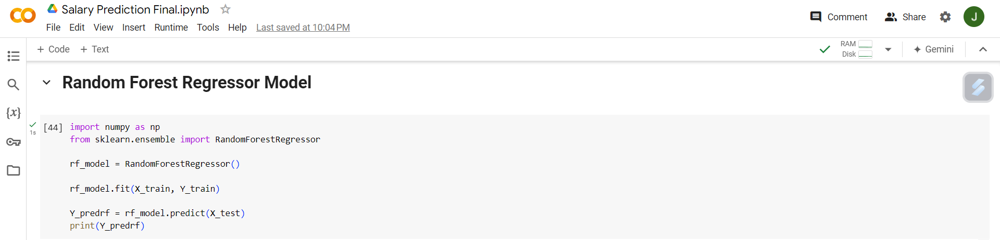 Salary Prediction Final.ipynb
File Edit View Insert Runtime Tools Help Last saved at 10:04 PM
Comment Share J
+ Code + Text
RAM
Disk
Gemini
Random Forest Regressor Model
{x}
1s
[44] import numpy as np
from sklearn.ensemble import RandomForestRegressor
rf_model = RandomForestRegressor()
rf_model.fit(X_train, Y_train)
Y_predrf = rf_model.predict(X_test)
print(Y_predrf)